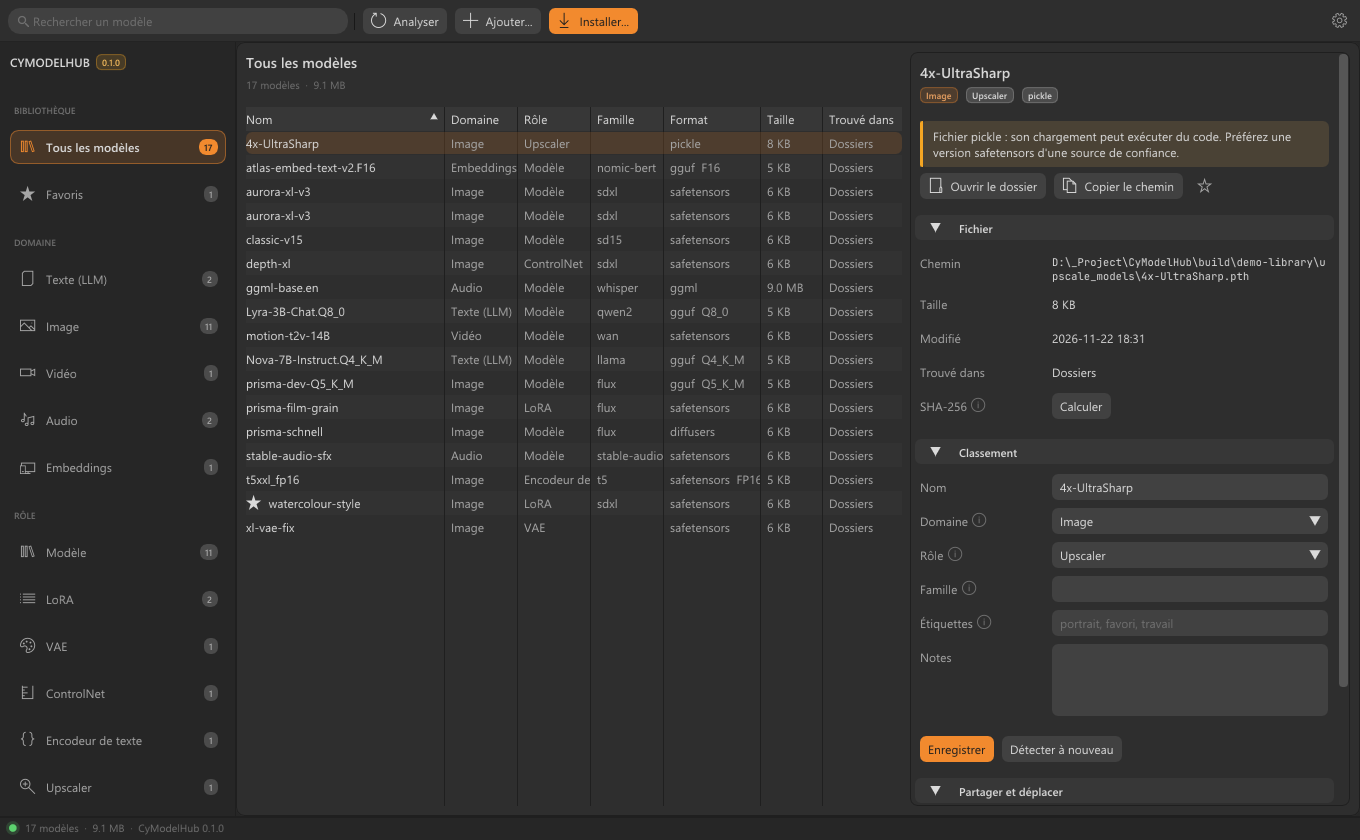 Rechercher un modèle
Analyser
Ajouter...
Installer...
CYMODELHUB 0.1.0
BIBLIOTHÈQUE
Tous les modèles 17
Favoris 1
DOMAINE
Texte (LLM) 2
Image 11
Vidéo 1
Audio 2
Embeddings 1
RÔLE
Modèle 11
LoRA 2
VAE 1
ControlNet 1
Encodeur de texte 1
Upscaler 1
Tous les modèles
17 modèles · 9.1 MB
Nom Domaine Rôle Famille Format Taille Trouvé dans
4x-UltraSharp Image Upscaler pickle 8 KB Dossiers
atlas-embed-text-v2.F16 Embeddings Modèle nomic-bert gguf F16 5 KB Dossiers
aurora-xl-v3 Image Modèle sdxl safetensors 6 KB Dossiers
aurora-xl-v3 Image Modèle sdxl safetensors 6 KB Dossiers
classic-v15 Image Modèle sd15 safetensors 6 KB Dossiers
depth-xl Image ControlNet sdxl safetensors 6 KB Dossiers
ggml-base.en Audio Modèle whisper ggml 9.0 MB Dossiers
Lyra-3B-Chat.Q8_0 Texte (LLM) Modèle qwen2 gguf Q8_0 5 KB Dossiers
motion-t2v-14B Vidéo Modèle wan safetensors 6 KB Dossiers
Nova-7B-Instruct.Q4_K_M Texte (LLM) Modèle llama gguf Q4_K_M 5 KB Dossiers
prisma-dev-Q5_K_M Image Modèle flux gguf Q5_K_M 5 KB Dossiers
prisma-film-grain Image LoRA flux safetensors 6 KB Dossiers
prisma-schnell Image Modèle flux diffusers 6 KB Dossiers
stable-audio-sfx Audio Modèle stable-audio safetensors 6 KB Dossiers
t5xxl_fp16 Image Encodeur de t5 safetensors FP16 5 KB Dossiers
watercolour-style Image LoRA sdxl safetensors 6 KB Dossiers
xl-vae-fix Image VAE safetensors 6 KB Dossiers
4x-UltraSharp
Image Upscaler pickle
Fichier pickle : son chargement peut exécuter du code. Préférez une
version safetensors d'une source de confiance.
Ouvrir le dossier
Copier le chemin
Fichier
Chemin D:\_Project\CyModelHub\build\demo-library\u
pscale_models\4x-UltraSharp.pth
Taille 8 KB
Modifié 2026-11-22 18:31
Trouvé dans Dossiers
SHA-256 Calculer
Classement
Nom 4x-UltraSharp
Domaine Image
Rôle Upscaler
Famille
Étiquettes portrait, favori, travail
Notes
Enregistrer
Détecter à nouveau
Partager et déplacer
17 modèles · 9.1 MB · CyModelHub 0.1.0